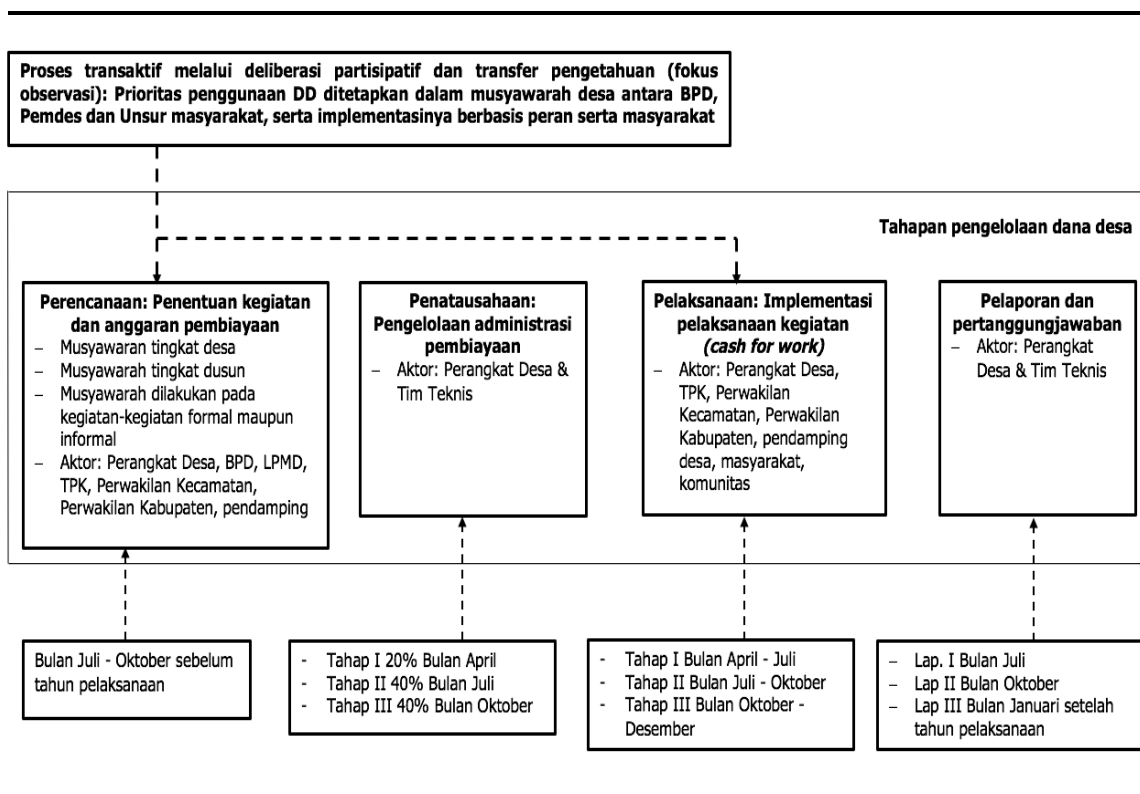 Proses transaktif melalui deliberasi partisipatif dan transfer pengetahuan (fokus
observasi): Prioritas penggunaan DD ditetapkan dalam musyawarah desa antara BPD,
Pemdes dan Unsur masyarakat, serta implementasinya berbasis peran serta masyarakat
Tahapan pengelolaan dana desa
Perencanaan: Penentuan kegiatan
dan anggaran pembiayaan
– Musyawaran tingkat desa
– Musyawarah tingkat dusun
– Musyawarah dilakukan pada
kegiatan-kegiatan formal maupun
informal
– Aktor: Perangkat Desa, BPD, LPMD,
TPK, Perwakilan Kecamatan,
Perwakilan Kabupaten, pendamping
Penatausahaan:
Pengelolaan administrasi
pembiayaan
– Aktor: Perangkat Desa &
Tim Teknis
Pelaksanaan: Implementasi
pelaksanaan kegiatan
(cash for work)
– Aktor: Perangkat Desa,
TPK, Perwakilan
Kecamatan, Perwakilan
Kabupaten, pendamping
desa, masyarakat,
komunitas
Pelaporan dan
pertanggungjawaban
– Aktor: Perangkat
Desa & Tim Teknis
Bulan Juli - Oktober sebelum
tahun pelaksanaan
- Tahap I 20% Bulan April
- Tahap II 40% Bulan Juli
- Tahap III 40% Bulan Oktober
- Tahap I Bulan April - Juli
- Tahap II Bulan Juli - Oktober
- Tahap III Bulan Oktober -
Desember
– Lap. I Bulan Juli
– Lap II Bulan Oktober
– Lap III Bulan Januari setelah
tahun pelaksanaan